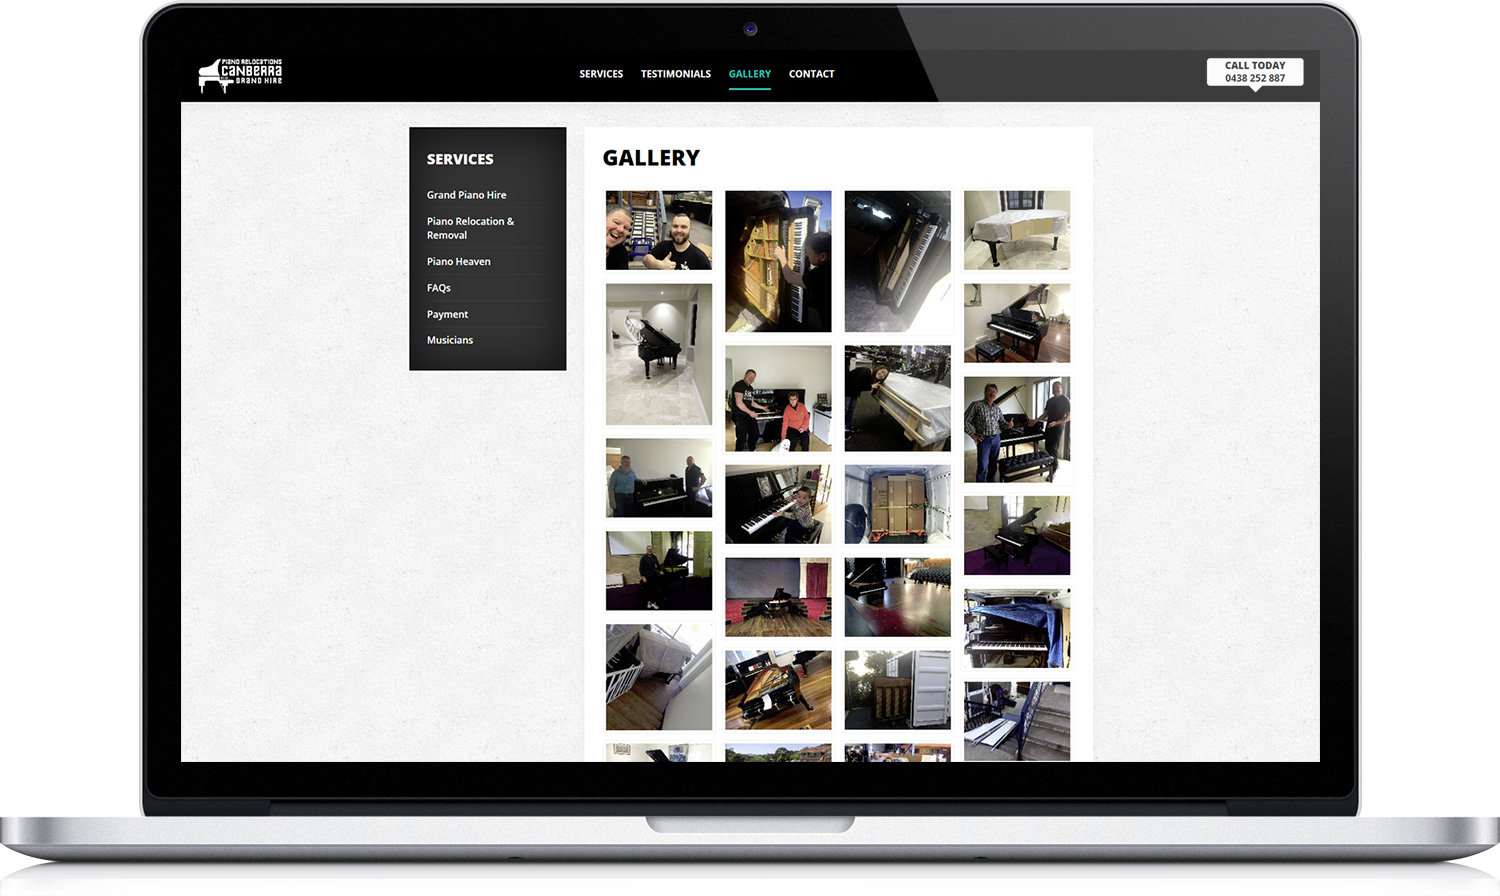 PIANO RELOCATIONS
CANBERRA
GRAND HIRE
SERVICES
TESTIMONIALS
GALLERY
CONTACT
CALL TODAY
0438 252 887
SERVICES
Grand Piano Hire
Piano Relocation &
Removal
Piano Heaven
FAQs
Payment
Musicians
GALLERY